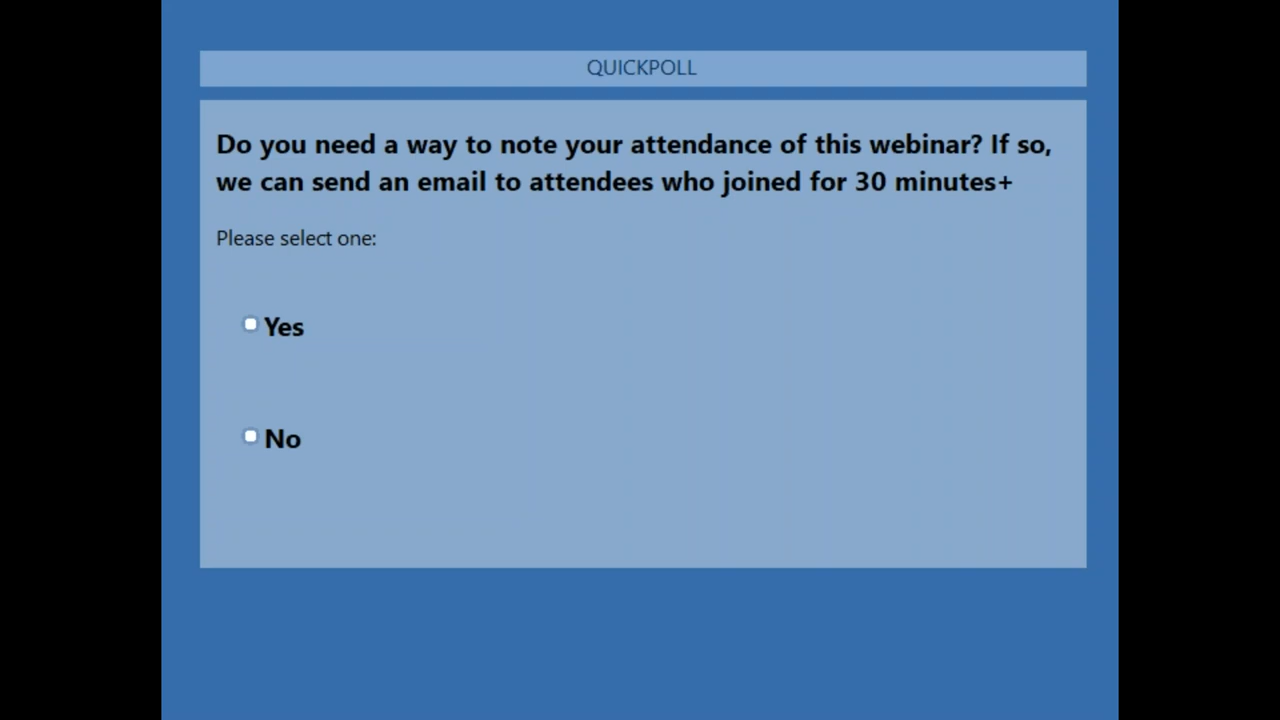 QUICKPOLL
Do you need a way to note your attendance of this webinar? If so,
we can send an email to attendees who joined for 30 minutes+
Please select one:
Yes
No